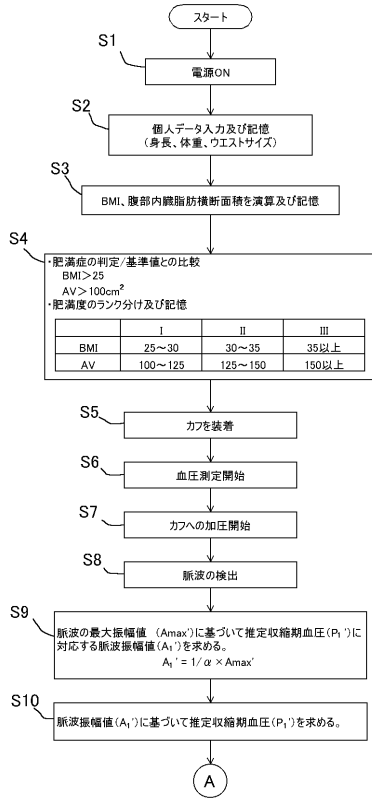 スタート
S1
電源ON
S2
個人データ入力及び記憶
(身長、体重、ウエストサイズ)
S3
BMI、腹部内臓脂肪横断面積を演算及び記憶
S4
・肥満症の判定/基準値との比較
BMI＞25
AV＞100cm²
・肥満度のランク分け及び記憶
I II III
BMI 25～30 30～35 35以上
AV 100～125 125～150 150以上
S5
カフを装着
S6
血圧測定開始
S7
カフへの加圧開始
S8
脈波の検出
S9
脈波の最大振幅値 (Amax')に基づいて推定収縮期血圧(P₁')に
対応する脈波振幅値(A₁')を求める。
A₁' = 1/α × Amax'
S10
脈波振幅値(A₁')に基づいて推定収縮期血圧(P₁')を求める。
A